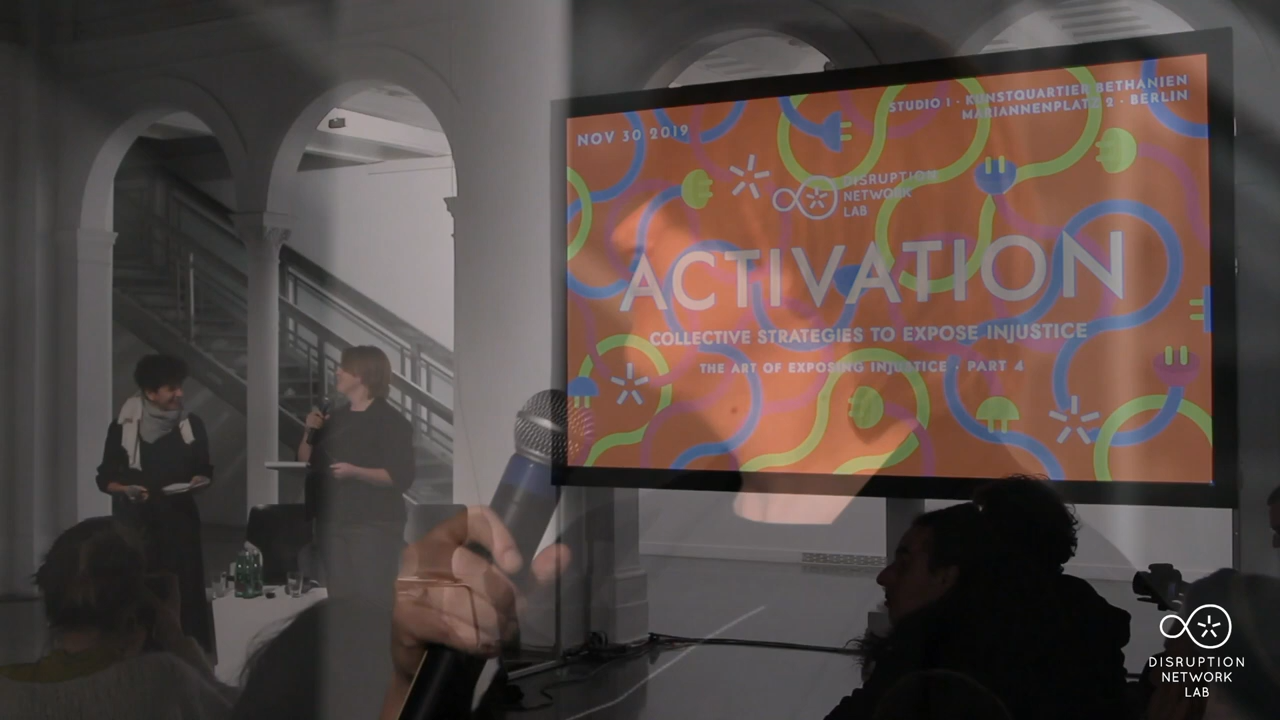 NOV 30 2019
STUDIO 1 · KUNSTQUARTIER BETHANIEN
MARIANNENPLATZ 2 · BERLIN
DISRUPTION
NETWORK
LAB
ACTIVATION
COLLECTIVE STRATEGIES TO EXPOSE INJUSTICE
THE ART OF EXPOSING INJUSTICE · PART 4
DISRUPTION
NETWORK
LAB